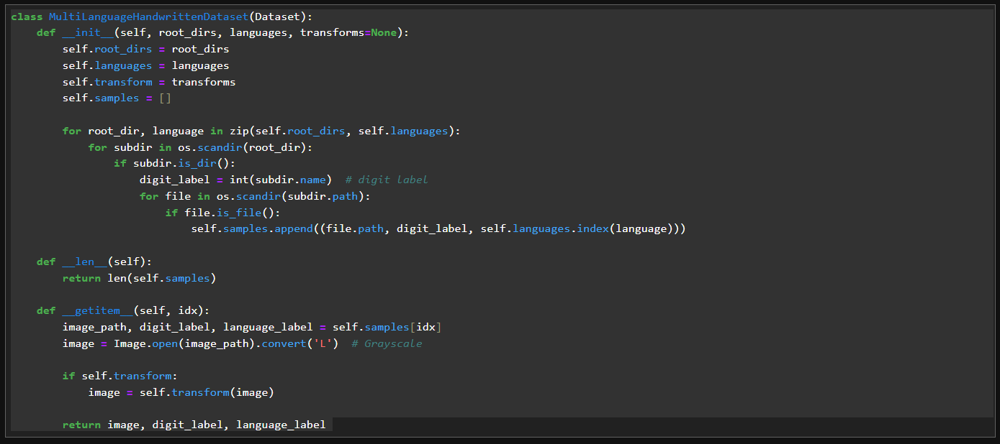 class MultiLanguageHandwrittenDataset(Dataset):
    def __init__(self, root_dirs, languages, transforms=None):
        self.root_dirs = root_dirs
        self.languages = languages
        self.transform = transforms
        self.samples = []

        for root_dir, language in zip(self.root_dirs, self.languages):
            for subdir in os.scandir(root_dir):
                if subdir.is_dir():
                    digit_label = int(subdir.name)  # digit label
                    for file in os.scandir(subdir.path):
                        if file.is_file():
                            self.samples.append((file.path, digit_label, self.languages.index(language)))

    def __len__(self):
        return len(self.samples)

    def __getitem__(self, idx):
        image_path, digit_label, language_label = self.samples[idx]
        image = Image.open(image_path).convert('L')  # Grayscale

        if self.transform:
            image = self.transform(image)

        return image, digit_label, language_label